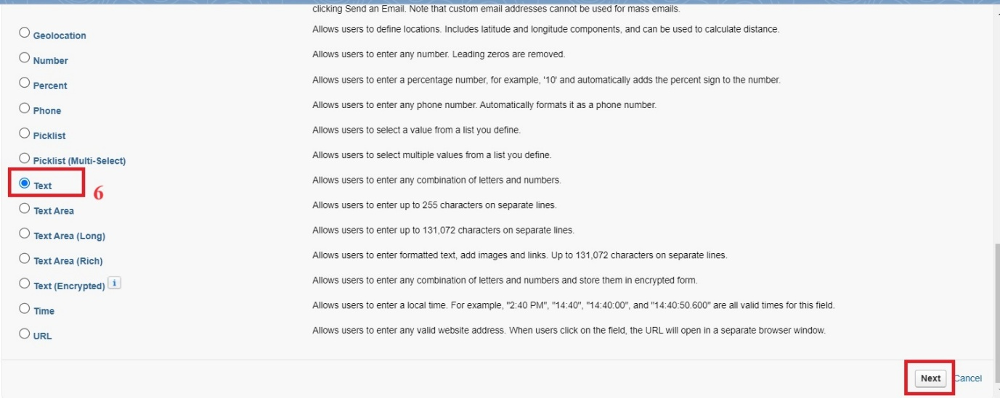 clicking Send an Email. Note that custom email addresses cannot be used for mass emails.
Geolocation Allows users to define locations. Includes latitude and longitude components, and can be used to calculate distance.
Number Allows users to enter any number. Leading zeros are removed.
Percent Allows users to enter a percentage number, for example, '10' and automatically adds the percent sign to the number.
Phone Allows users to enter any phone number. Automatically formats it as a phone number.
Picklist Allows users to select a value from a list you define.
Picklist (Multi-Select) Allows users to select multiple values from a list you define.
Text Allows users to enter any combination of letters and numbers.
6
Text Area Allows users to enter up to 255 characters on separate lines.
Text Area (Long) Allows users to enter up to 131,072 characters on separate lines.
Text Area (Rich) Allows users to enter formatted text, add images and links. Up to 131,072 characters on separate lines.
Text (Encrypted) i Allows users to enter any combination of letters and numbers and store them in encrypted form.
Time Allows users to enter a local time. For example, "2:40 PM", "14:40", "14:40:00", and "14:40:50.600" are all valid times for this field.
URL Allows users to enter any valid website address. When users click on the field, the URL will open in a separate browser window.
Next Cancel